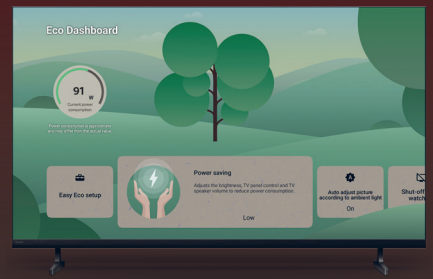 Eco Dashboard
91 W
Current power
consumption
Easy Eco setup
Power saving
Adjusts the brightness, TV panel control and TV
speaker volume to reduce power consumption.
Low
Auto adjust picture
according to ambient light
On
Shut-off
watch